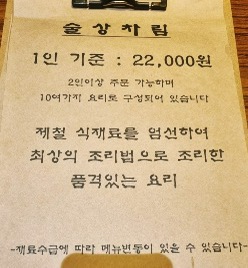 술상차림
1인 기준 : 22,000원
2인이상 주문 가능하며
10여가지 요리로 구성되어 있습니다
제철 식재료를 엄선하여
최상의 조리법으로 조리한
품격있는 요리
-재료수급에 따라 메뉴변동이 있을 수 있습니다-